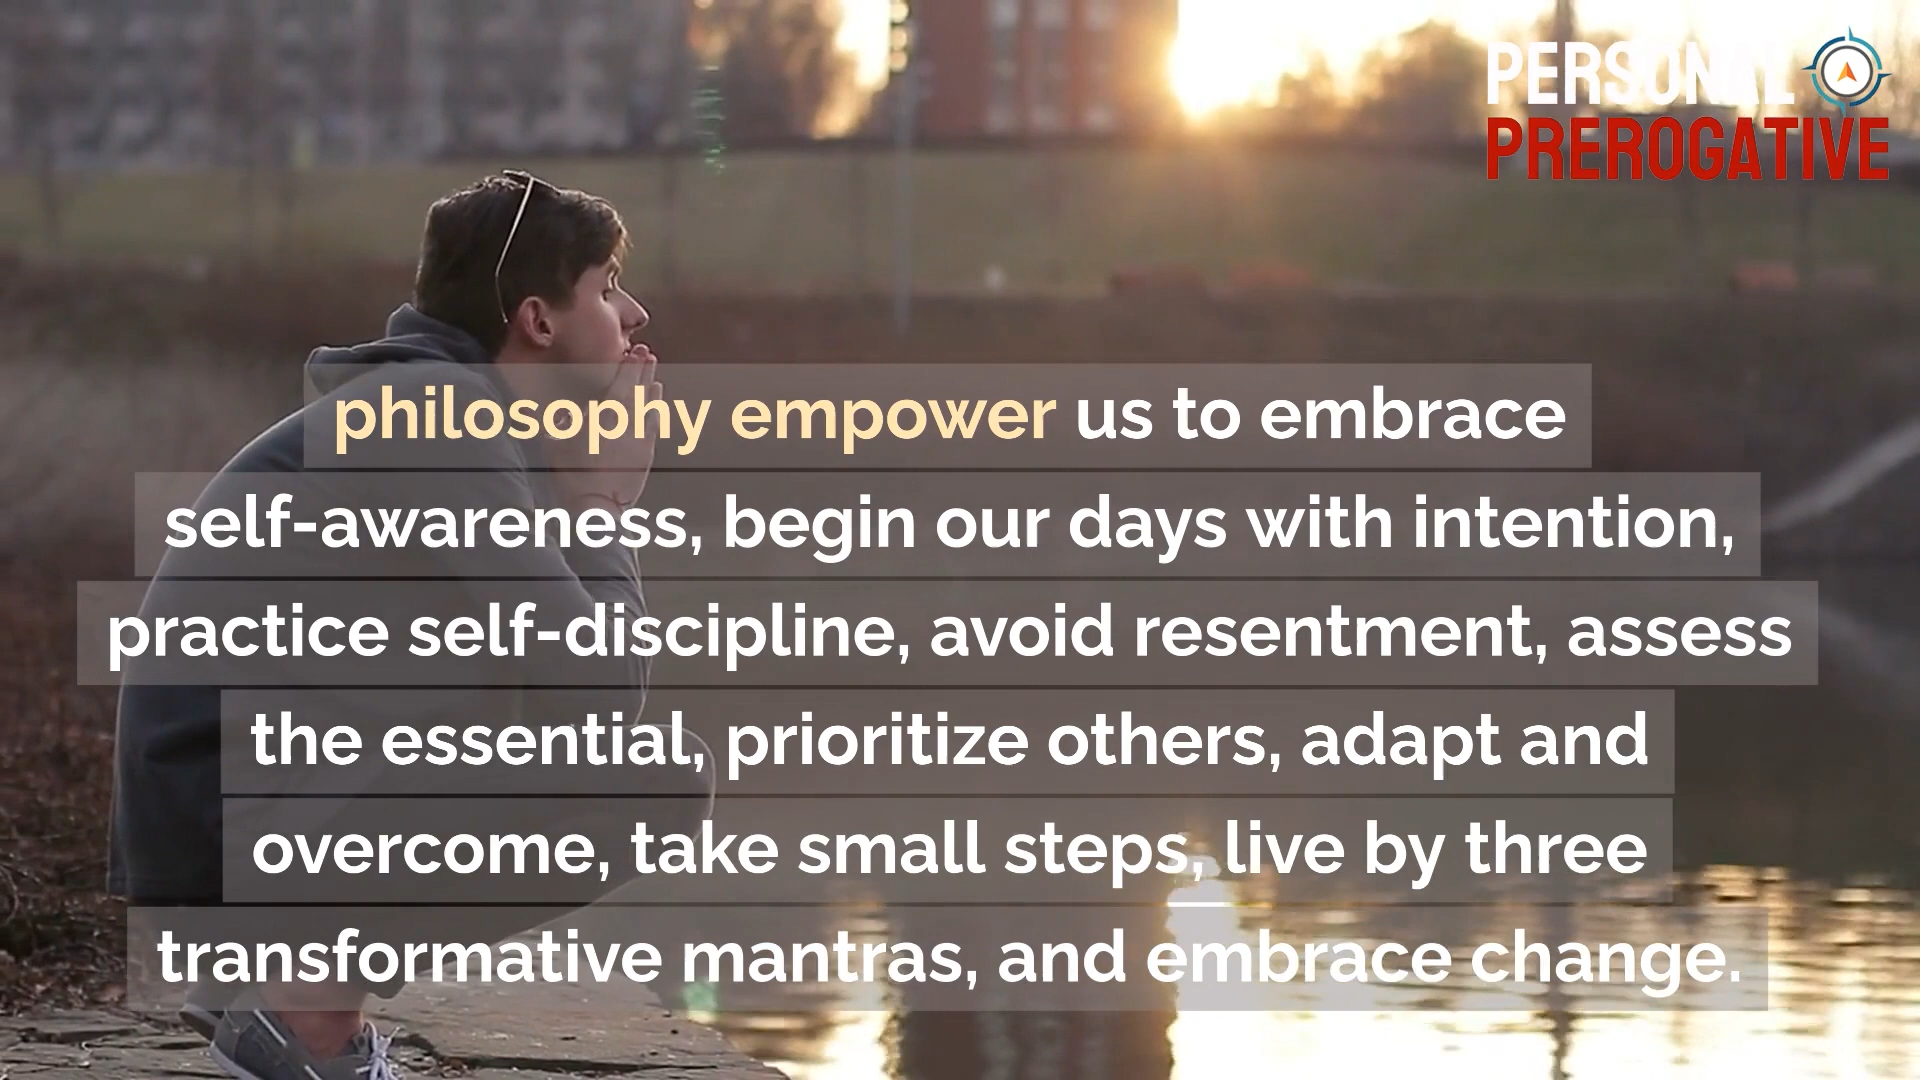 PERSONAL
PREROGATIVE
philosophy empower us to embrace
self-awareness, begin our days with intention,
practice self-discipline, avoid resentment, assess
the essential, prioritize others, adapt and
overcome, take small steps, live by three
transformative mantras, and embrace change.